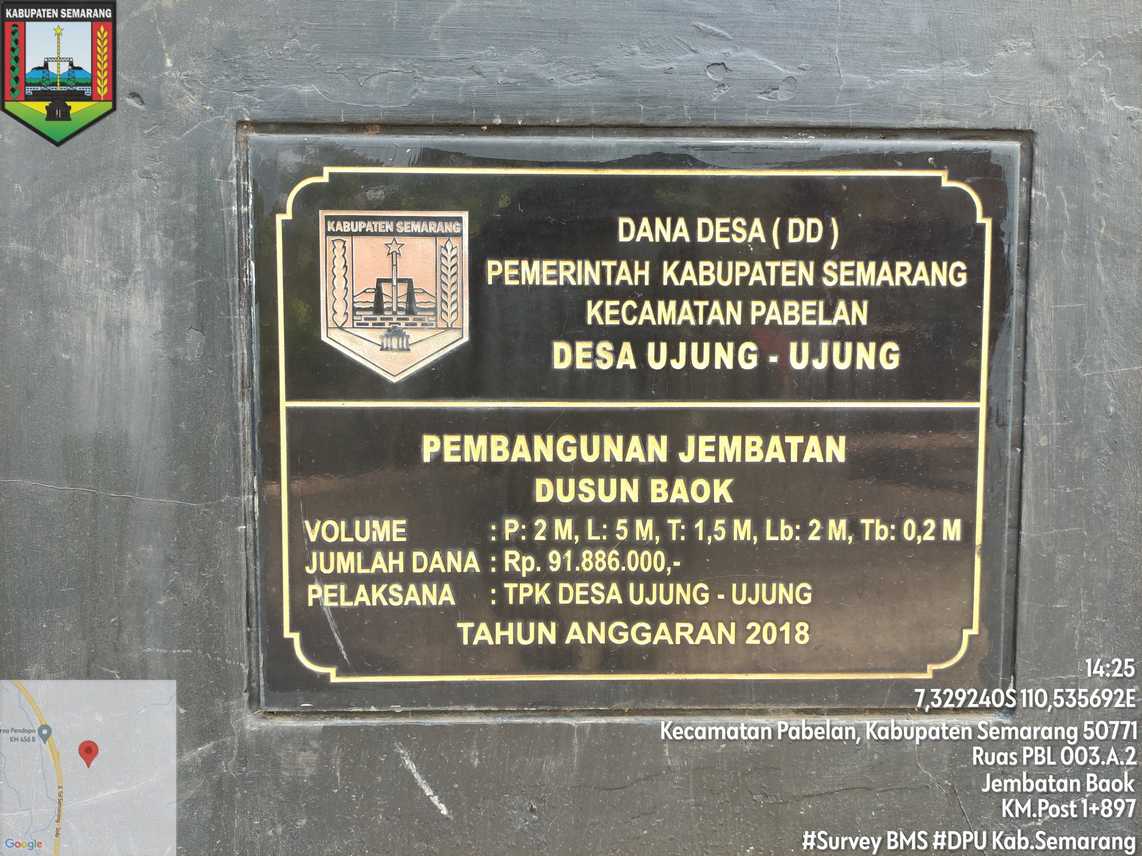 KABUPATEN SEMARANG
KABUPATEN SEMARANG
DANA DESA ( DD )
PEMERINTAH KABUPATEN SEMARANG
KECAMATAN PABELAN
DESA UJUNG - UJUNG
PEMBANGUNAN JEMBATAN
DUSUN BAOK
VOLUME : P: 2 M, L: 5 M, T: 1,5 M, Lb: 2 M, Tb: 0,2 M
JUMLAH DANA : Rp. 91.886.000,-
PELAKSANA : TPK DESA UJUNG - UJUNG
TAHUN ANGGARAN 2018
14:25
7,329240S 110,535692E
Kecamatan Pabelan, Kabupaten Semarang 50771
Ruas PBL 003.A.2
Jembatan Baok
KM.Post 1+897
#Survey BMS #DPU Kab.Semarang
Pendopo
KM 456 B
Google